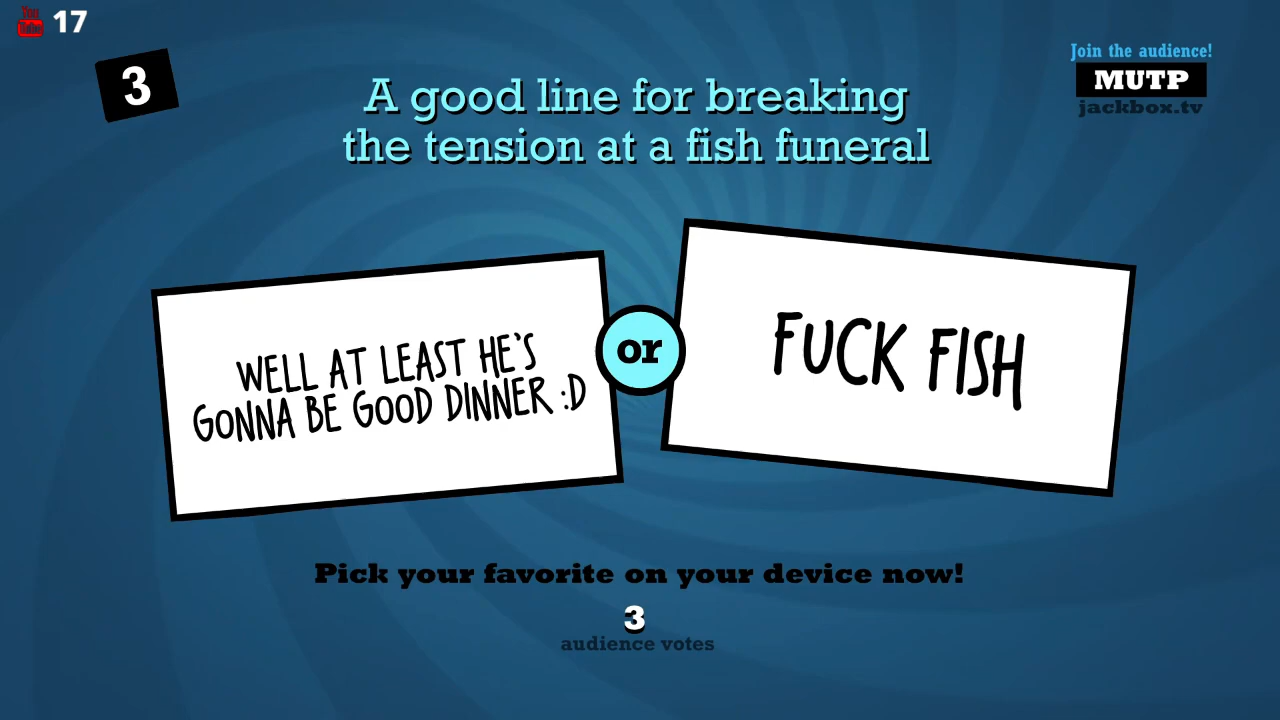 You
Tube
17
3
Join the audience!
MUTP
jackbox.tv
A good line for breaking
the tension at a fish funeral
WELL AT LEAST HE'S
GONNA BE GOOD DINNER :D
or
FUCK FISH
Pick your favorite on your device now!
3
audience votes